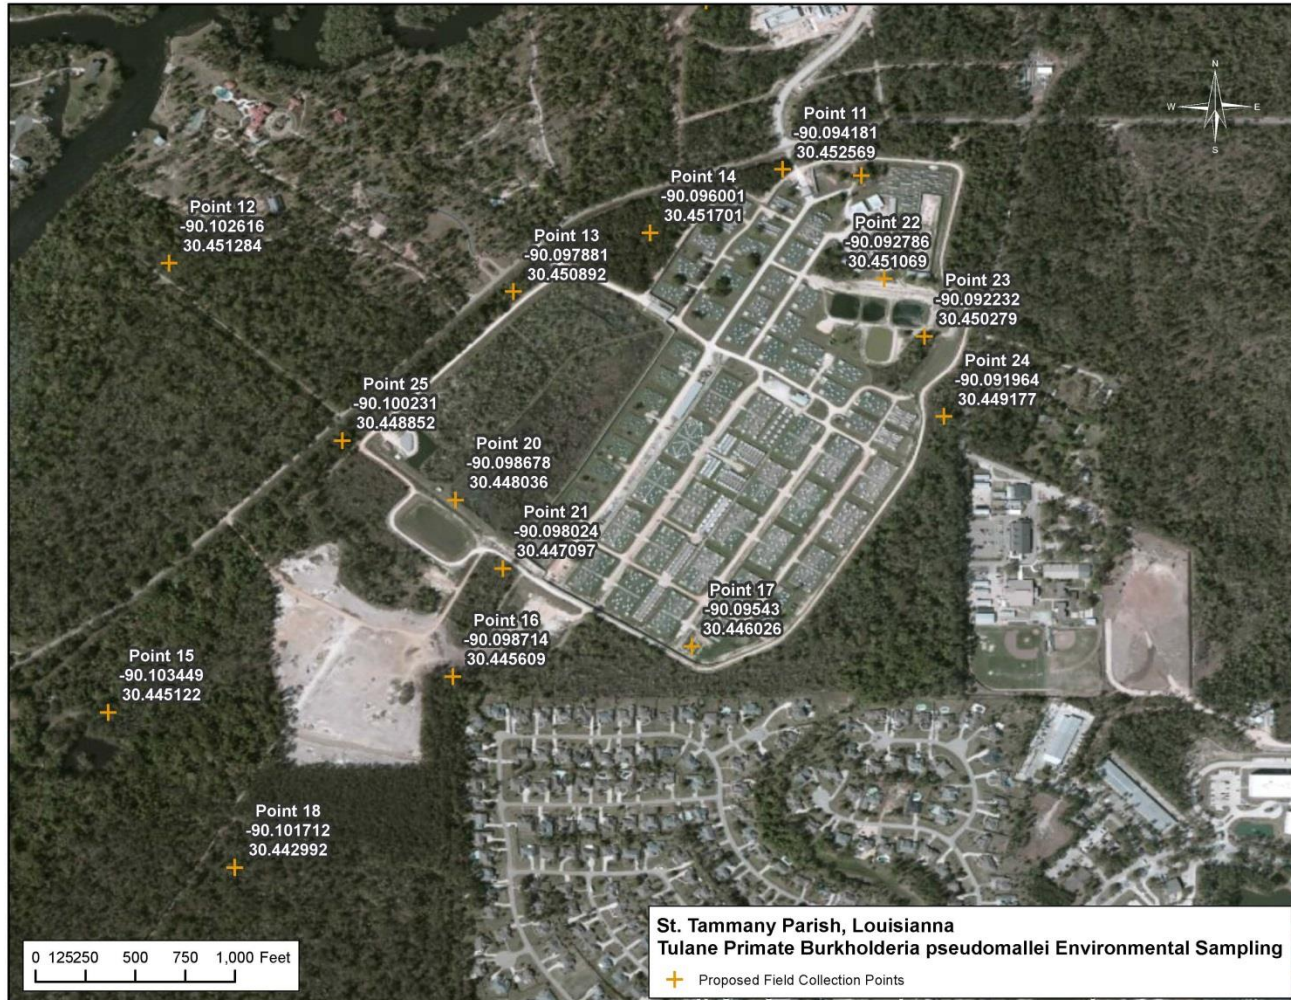 N
W E
S
Point 11
-90.094181
30.452569
Point 14
-90.096001
30.451701
Point 12
-90.102616
30.451284
Point 13
-90.097881
30.450892
Point 22
-90.092786
30.451069
Point 23
-90.092232
30.450279
Point 24
-90.091964
30.449177
Point 25
-90.100231
30.448852
Point 20
-90.098678
30.448036
Point 21
-90.098024
30.447097
Point 17
-90.09543
30.446026
Point 16
-90.098714
30.445609
Point 15
-90.103449
30.445122
Point 18
-90.101712
30.442992
0 125250 500 750 1,000 Feet
St. Tammany Parish, Louisianna
Tulane Primate Burkholderia pseudomallei Environmental Sampling
Proposed Field Collection Points